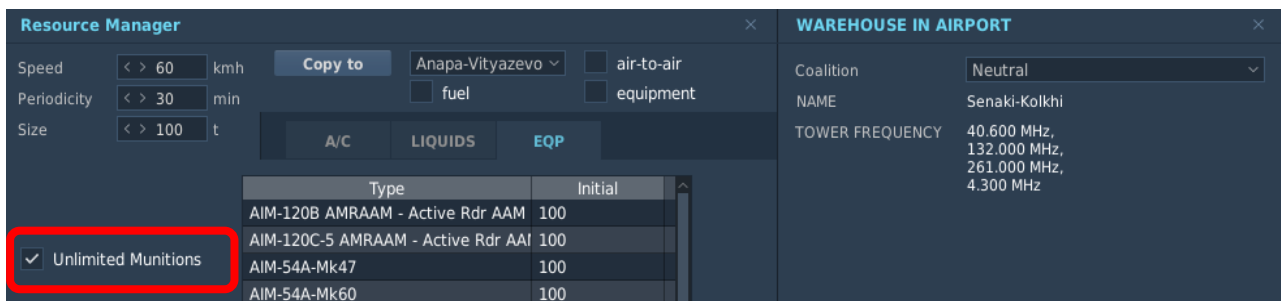 Resource Manager
Speed < > 60 kmh
Periodicity < > 30 min
Size < > 100 t
Copy to Anapa-Vityazevo air-to-air
fuel equipment
A/C LIQUIDS EQP
Type Initial
AIM-120B AMRAAM - Active Rdr AAM 100
AIM-120C-5 AMRAAM - Active Rdr AAI 100
AIM-54A-Mk47 100
AIM-54A-Mk60 100
Unlimited Munitions
WAREHOUSE IN AIRPORT
Coalition Neutral
NAME Senaki-Kolkhi
TOWER FREQUENCY 40.600 MHz,
132.000 MHz,
261.000 MHz,
4.300 MHz